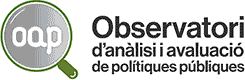 oap
Observatori
d'anàlisi i avaluació
de polítiques públiques